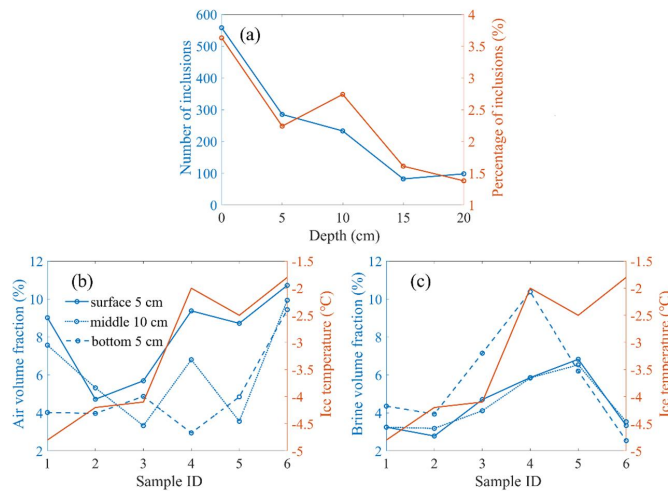 (a)
600
500
400
300
200
100
0
Number of inclusions
4
3.5
3
2.5
2
1.5
1
Percentage of inclusions (%)
0 5 10 15 20
Depth (cm)
(b)
12
10
8
6
4
2
Air volume fraction (%)
surface 5 cm
middle 10 cm
bottom 5 cm
-1.5
-2
-2.5
-3
-3.5
-4
-4.5
-5
Ice temperature (°C)
1 2 3 4 5 6
Sample ID
(c)
12
10
8
6
4
2
Brine volume fraction (%)
-1.5
-2
-2.5
-3
-3.5
-4
-4.5
-5
Ice temperature (°C)
1 2 3 4 5 6
Sample ID